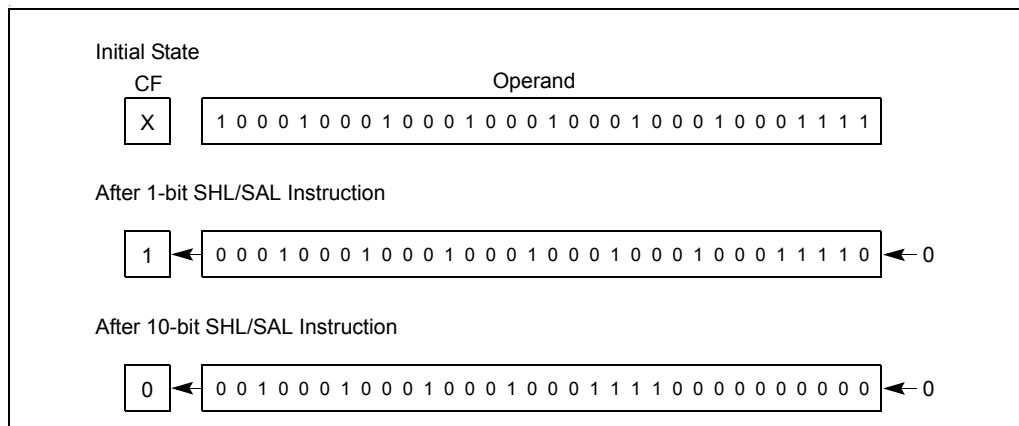 Initial State
CF Operand
X 1 0 0 0 1 0 0 0 1 0 0 0 1 0 0 0 1 0 0 0 1 0 0 0 1 0 0 0 1 1 1 1
After 1-bit SHL/SAL Instruction
1 0 0 0 1 0 0 0 1 0 0 0 1 0 0 0 1 0 0 0 1 0 0 0 1 0 0 0 1 1 1 1 0 0
After 10-bit SHL/SAL Instruction
0 0 0 1 0 0 0 1 0 0 0 1 0 0 0 1 0 0 0 1 1 1 1 0 0 0 0 0 0 0 0 0 0 0